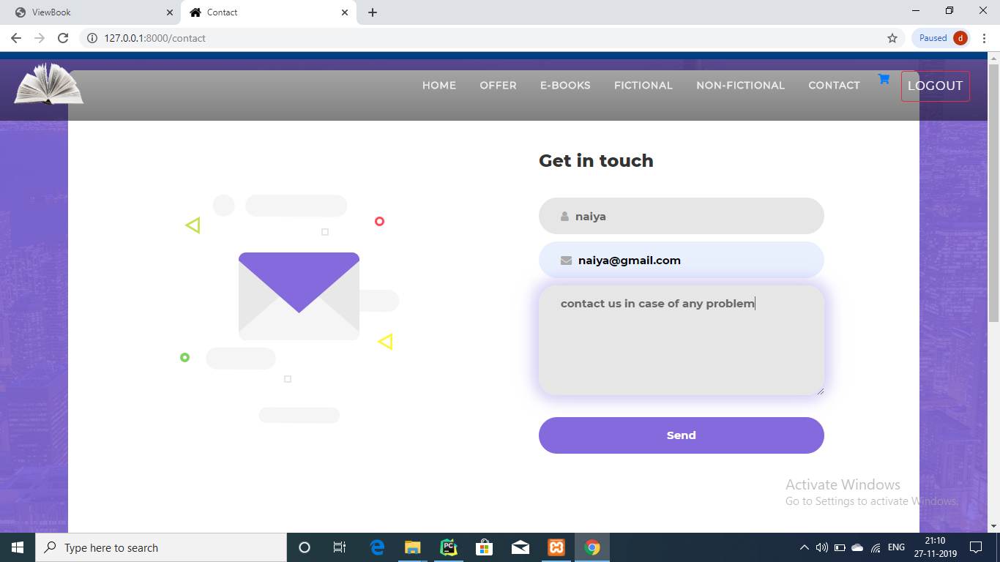 ViewBook
Contact
127.0.0.1:8000/contact
Paused
d
HOME
OFFER
E-BOOKS
FICTIONAL
NON-FICTIONAL
CONTACT
LOGOUT
Get in touch
naiya
naiya@gmail.com
contact us in case of any problem
Send
Activate Windows
Go to Settings to activate Windows.
Type here to search
PC
ENG
21:10
27-11-2019